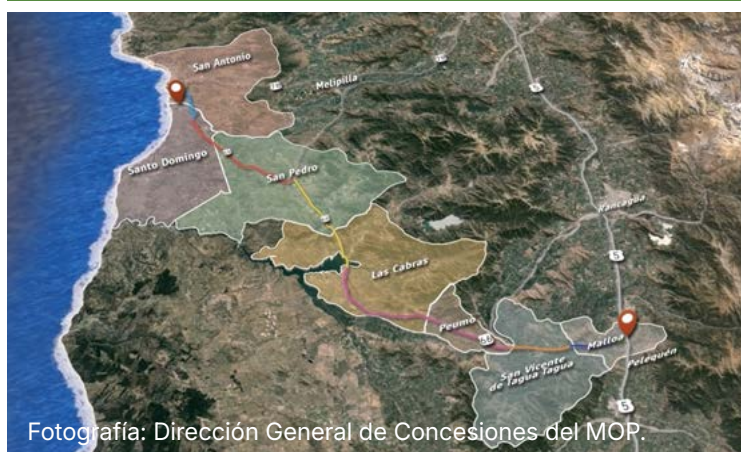 San Antonio
78
Melipilla
5
Santo Domingo
San Pedro
Rancagua
5
Las Cabras
Peumo
66
Malloa
San Vicente
de Tagua Tagua
Pelequén
5
Fotografía: Dirección General de Concesiones del MOP.